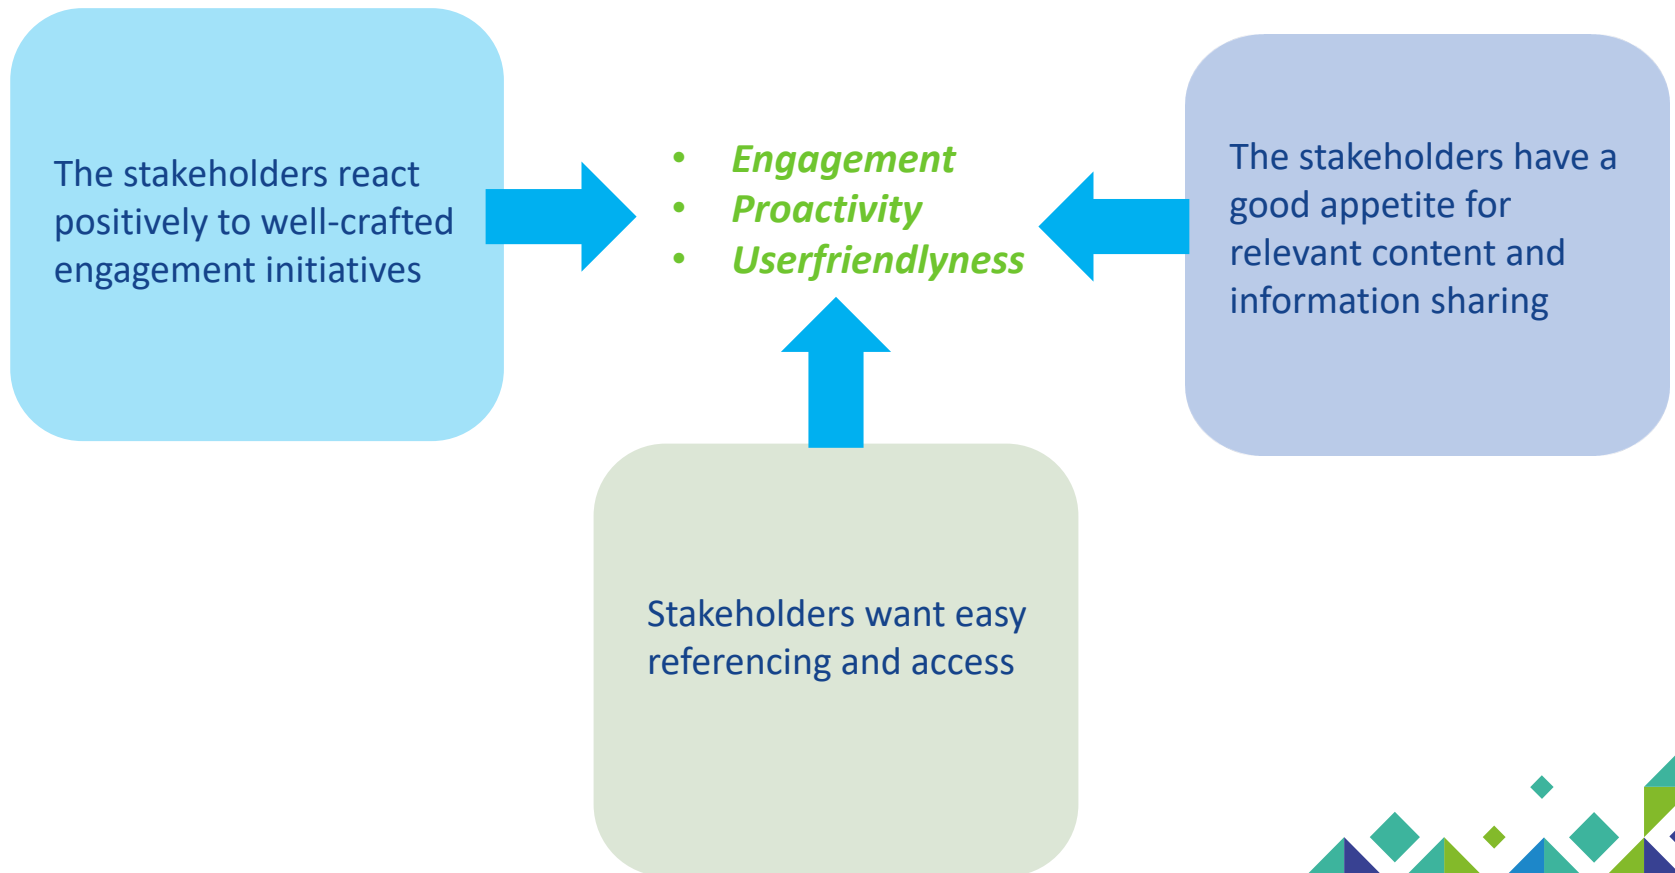 The stakeholders react
positively to well-crafted
engagement initiatives
• Engagement
• Proactivity
• Userfriendlyness
The stakeholders have a
good appetite for
relevant content and
information sharing
Stakeholders want easy
referencing and access